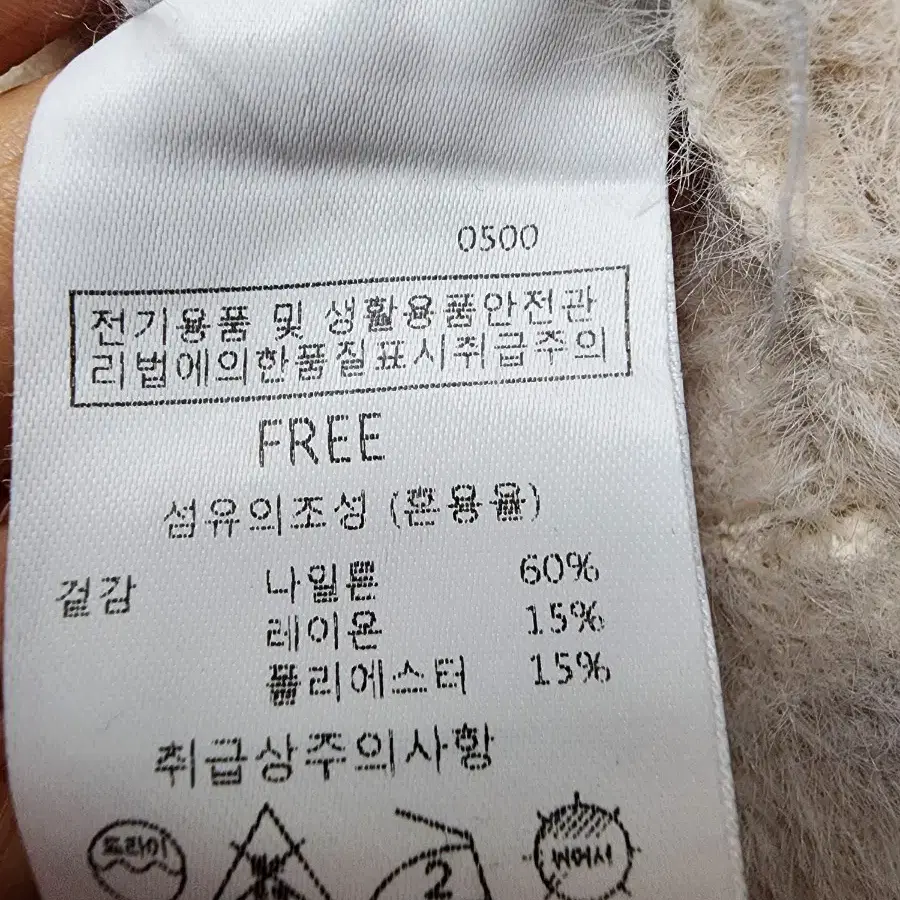 0500
전기용품 및 생활용품안전관
리법에의한품질표시취급주의
FREE
섬유의조성 (혼용율)
겉감 나일론 60%
레이온 15%
폴리에스터 15%
취급상주의사항
드라이 2 뉘어서